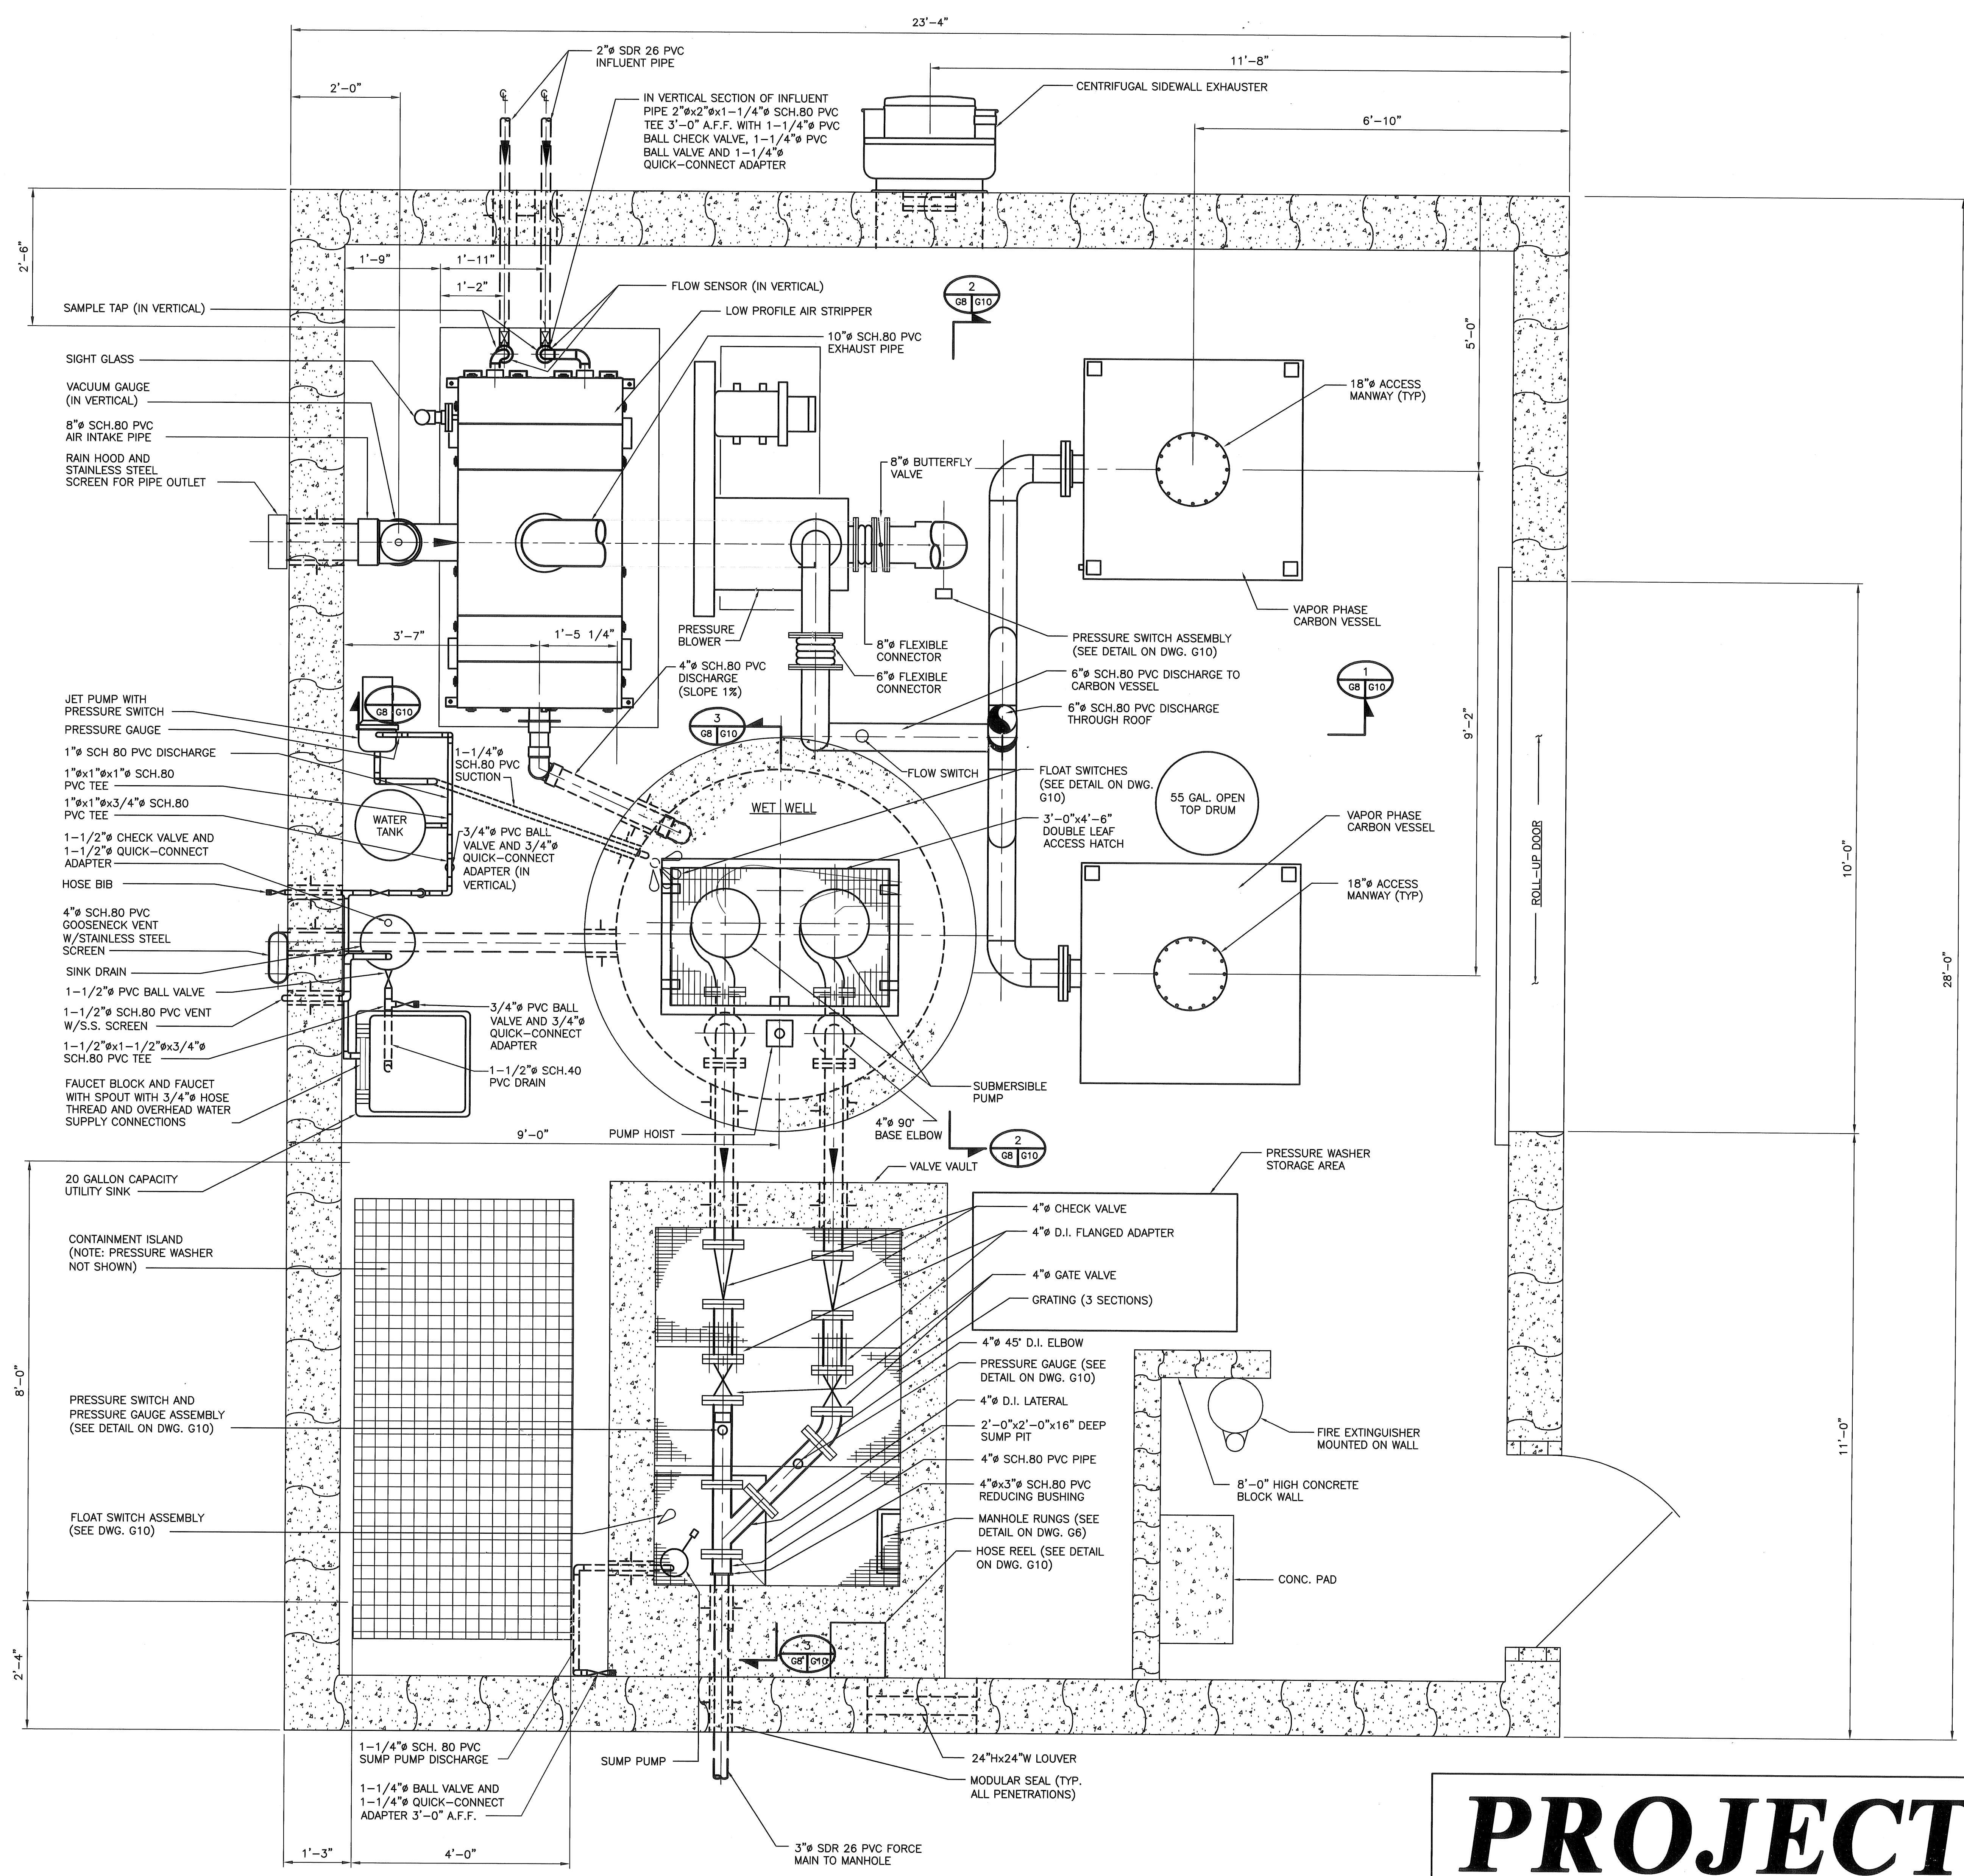 23'-4"
2"ø SDR 26 PVC
INFLUENT PIPE
11'-8"
CENTRIFUGAL SIDEWALL EXHAUSTER
2'-0"
IN VERTICAL SECTION OF INFLUENT
PIPE 2"øx2"øx1-1/4"ø SCH.80 PVC
TEE 3'-0" A.F.F. WITH 1-1/4"ø PVC
BALL CHECK VALVE, 1-1/4"ø PVC
BALL VALVE AND 1-1/4"ø
QUICK-CONNECT ADAPTER
6'-10"
℄
℄
2'-6"
1'-9"
1'-11"
1'-2"
FLOW SENSOR (IN VERTICAL)
SAMPLE TAP (IN VERTICAL)
LOW PROFILE AIR STRIPPER
10"ø SCH.80 PVC
EXHAUST PIPE
2
G8 G10
5'-0"
SIGHT GLASS
VACUUM GAUGE
(IN VERTICAL)
8"ø SCH.80 PVC
AIR INTAKE PIPE
RAIN HOOD AND
STAINLESS STEEL
SCREEN FOR PIPE OUTLET
18"ø ACCESS
MANWAY (TYP)
8"ø BUTTERFLY
VALVE
VAPOR PHASE
CARBON VESSEL
3'-7"
1'-5 1/4"
PRESSURE
BLOWER
8"ø FLEXIBLE
CONNECTOR
PRESSURE SWITCH ASSEMBLY
(SEE DETAIL ON DWG. G10)
4"ø SCH.80 PVC
DISCHARGE
(SLOPE 1%)
6"ø FLEXIBLE
CONNECTOR
6"ø SCH.80 PVC DISCHARGE TO
CARBON VESSEL
6"ø SCH.80 PVC DISCHARGE
THROUGH ROOF
1
G8 G10
9'-2"
JET PUMP WITH
PRESSURE SWITCH
PRESSURE GAUGE
1
G8 G10
3
G8 G10
1"ø SCH 80 PVC DISCHARGE
1"øx1"øx1"ø SCH.80
PVC TEE
1"øx1"øx3/4"ø SCH.80
PVC TEE
1-1/4"ø
SCH.80 PVC
SUCTION
FLOW SWITCH
FLOAT SWITCHES
(SEE DETAIL ON DWG.
G10)
55 GAL. OPEN
TOP DRUM
WET WELL
WATER
TANK
3'-0"x4'-6"
DOUBLE LEAF
ACCESS HATCH
VAPOR PHASE
CARBON VESSEL
1-1/2"ø CHECK VALVE AND
1-1/2"ø QUICK-CONNECT
ADAPTER
3/4"ø PVC BALL
VALVE AND 3/4"ø
QUICK-CONNECT
ADAPTER (IN
VERTICAL)
HOSE BIB
18"ø ACCESS
MANWAY (TYP)
ROLL-UP DOOR
10'-0"
28'-0"
4"ø SCH.80 PVC
GOOSENECK VENT
W/STAINLESS STEEL
SCREEN
SINK DRAIN
1-1/2"ø PVC BALL VALVE
1-1/2"ø SCH.80 PVC VENT
W/S.S. SCREEN
3/4"ø PVC BALL
VALVE AND 3/4"ø
QUICK-CONNECT
ADAPTER
1-1/2"øx1-1/2"øx3/4"ø
SCH.80 PVC TEE
1-1/2"ø SCH.40
PVC DRAIN
FAUCET BLOCK AND FAUCET
WITH SPOUT WITH 3/4"ø HOSE
THREAD AND OVERHEAD WATER
SUPPLY CONNECTIONS
SUBMERSIBLE
PUMP
4"ø 90°
BASE ELBOW
9'-0"
PUMP HOIST
2
G8 G10
20 GALLON CAPACITY
UTILITY SINK
VALVE VAULT
PRESSURE WASHER
STORAGE AREA
4"ø CHECK VALVE
4"ø D.I. FLANGED ADAPTER
4"ø GATE VALVE
GRATING (3 SECTIONS)
CONTAINMENT ISLAND
(NOTE: PRESSURE WASHER
NOT SHOWN)
8'-0"
4"ø 45° D.I. ELBOW
PRESSURE GAUGE (SEE
DETAIL ON DWG. G10)
4"ø D.I. LATERAL
2'-0"x2'-0"x16" DEEP
SUMP PIT
4"ø SCH.80 PVC PIPE
4"øx3"ø SCH.80 PVC
REDUCING BUSHING
MANHOLE RUNGS (SEE
DETAIL ON DWG. G6)
HOSE REEL (SEE DETAIL
ON DWG. G10)
PRESSURE SWITCH AND
PRESSURE GAUGE ASSEMBLY
(SEE DETAIL ON DWG. G10)
FIRE EXTINGUISHER
MOUNTED ON WALL
8'-0" HIGH CONCRETE
BLOCK WALL
11'-0"
FLOAT SWITCH ASSEMBLY
(SEE DWG. G10)
CONC. PAD
2'-4"
3
G8 G10
1-1/4"ø SCH. 80 PVC
SUMP PUMP DISCHARGE
SUMP PUMP
24"Hx24"W LOUVER
MODULAR SEAL (TYP.
ALL PENETRATIONS)
1-1/4"ø BALL VALVE AND
1-1/4"ø QUICK-CONNECT
ADAPTER 3'-0" A.F.F.
1'-3"
4'-0"
3"ø SDR 26 PVC FORCE
MAIN TO MANHOLE
PROJECT